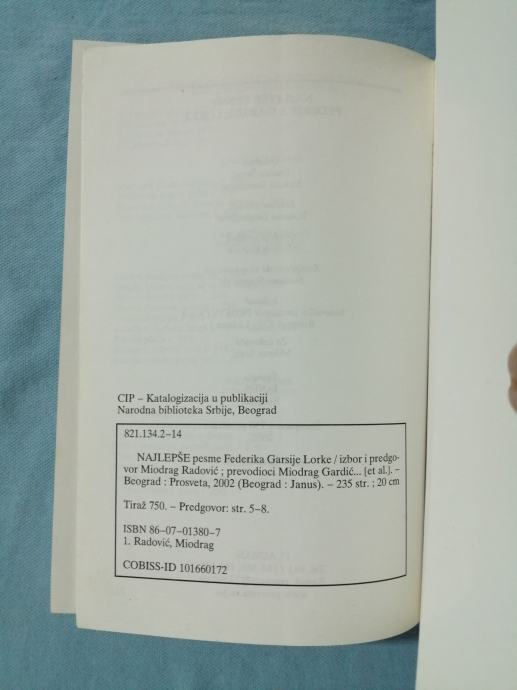 CIP – Katalogizacija u publikaciji
Narodna biblioteka Srbije, Beograd
821.134.2–14
NAJLEPŠE pesme Federika Garsije Lorke / izbor i predgo-
vor Miodrag Radović ; prevodioci Miodrag Gardić... [et al.]. –
Beograd : Prosveta, 2002 (Beograd : Janus). – 235 str. ; 20 cm
Tiraž 750. – Predgovor: str. 5–8.
ISBN 86–07–01380–7
1. Radović, Miodrag
COBISS-ID 101660172